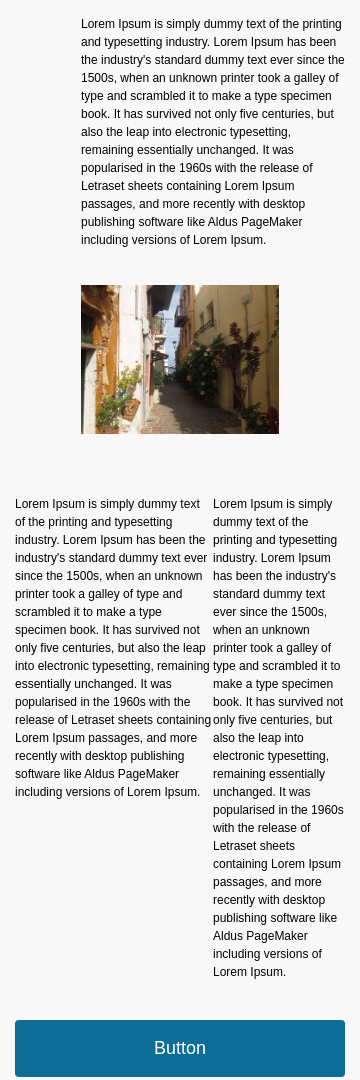 Lorem Ipsum is simply dummy text of the printing
and typesetting industry. Lorem Ipsum has been
the industry's standard dummy text ever since the
1500s, when an unknown printer took a galley of
type and scrambled it to make a type specimen
book. It has survived not only five centuries, but
also the leap into electronic typesetting,
remaining essentially unchanged. It was
popularised in the 1960s with the release of
Letraset sheets containing Lorem Ipsum
passages, and more recently with desktop
publishing software like Aldus PageMaker
including versions of Lorem Ipsum.
Lorem Ipsum is simply dummy text
of the printing and typesetting
industry. Lorem Ipsum has been the
industry's standard dummy text ever
since the 1500s, when an unknown
printer took a galley of type and
scrambled it to make a type
specimen book. It has survived not
only five centuries, but also the leap
into electronic typesetting, remaining
essentially unchanged. It was
popularised in the 1960s with the
release of Letraset sheets containing
Lorem Ipsum passages, and more
recently with desktop publishing
software like Aldus PageMaker
including versions of Lorem Ipsum.
Lorem Ipsum is simply
dummy text of the
printing and typesetting
industry. Lorem Ipsum
has been the industry's
standard dummy text
ever since the 1500s,
when an unknown
printer took a galley of
type and scrambled it to
make a type specimen
book. It has survived not
only five centuries, but
also the leap into
electronic typesetting,
remaining essentially
unchanged. It was
popularised in the 1960s
with the release of
Letraset sheets
containing Lorem Ipsum
passages, and more
recently with desktop
publishing software like
Aldus PageMaker
including versions of
Lorem Ipsum.
Button